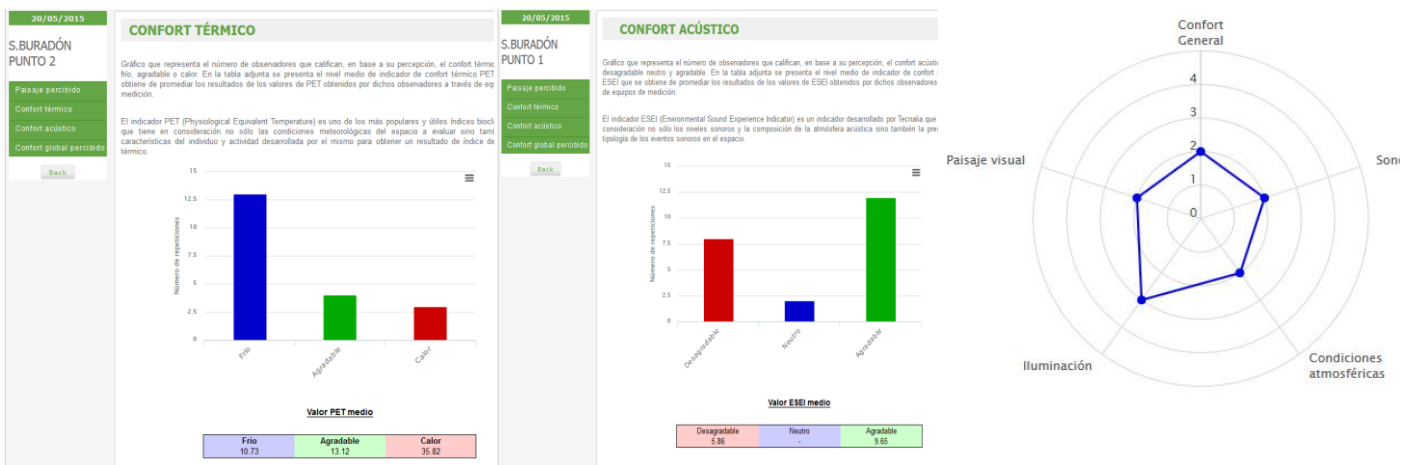 20/05/2015
S.BURADÓN
PUNTO 2
Paisaje percibido
Confort térmico
Confort acústico
Confort global percibido
Back
CONFORT TÉRMICO
Gráfico que representa el número de observadores que califican, en base a su percepción, el confort térmic
frío, agradable o calor. En la tabla adjunta se presenta el nivel medio de indicador de confort térmico PET
obtiene de promediar los resultados de los valores de PET obtenidos por dichos observadores a través de eq
medición.
El indicador PET (Physiological Equivalent Temperature) es uno de los más populares y útiles índices biocli
que tiene en consideración no sólo las condiciones meteorológicas del espacio a evaluar sino tam
características del individuo y actividad desarrollada por el mismo para obtener un resultado de índice de
térmico.
15
12.5
10
7.5
5
2.5
0
Número de repeticiones
Frío
Agradable
Calor
Valor PET medio
Frío Agradable Calor
10.73 13.12 35.82
20/05/2015
S.BURADÓN
PUNTO 1
Paisaje percibido
Confort térmico
Confort acústico
Confort global percibido
Back
CONFORT ACÚSTICO
Gráfico que representa el número de observadores que califican, en base a su percepción, el confort acústi
desagradable neutro y agradable. En la tabla adjunta se presenta el nivel medio de indicador de confort
ESEI que se obtiene de promediar los resultados de los valores de ESEI obtenidos por dichos observadores
de equipos de medición.
El indicador ESEI (Environmental Sound Experience Indicator) es un indicador desarrollado por Tecnalia que
consideración no sólo los niveles sonoros y la composición de la atmósfera acústica sino también la pre
tipología de los eventos sonoros en el espacio.
15
12.5
10
7.5
5
2.5
0
Número de repeticiones
Desagradable
Neutro
Agradable
Valor ESEI medio
Desagradable Neutro Agradable
5.86 - 9.65
Confort
General
4
3
2
1
0
Paisaje visual
Sono
Iluminación
Condiciones
atmosféricas